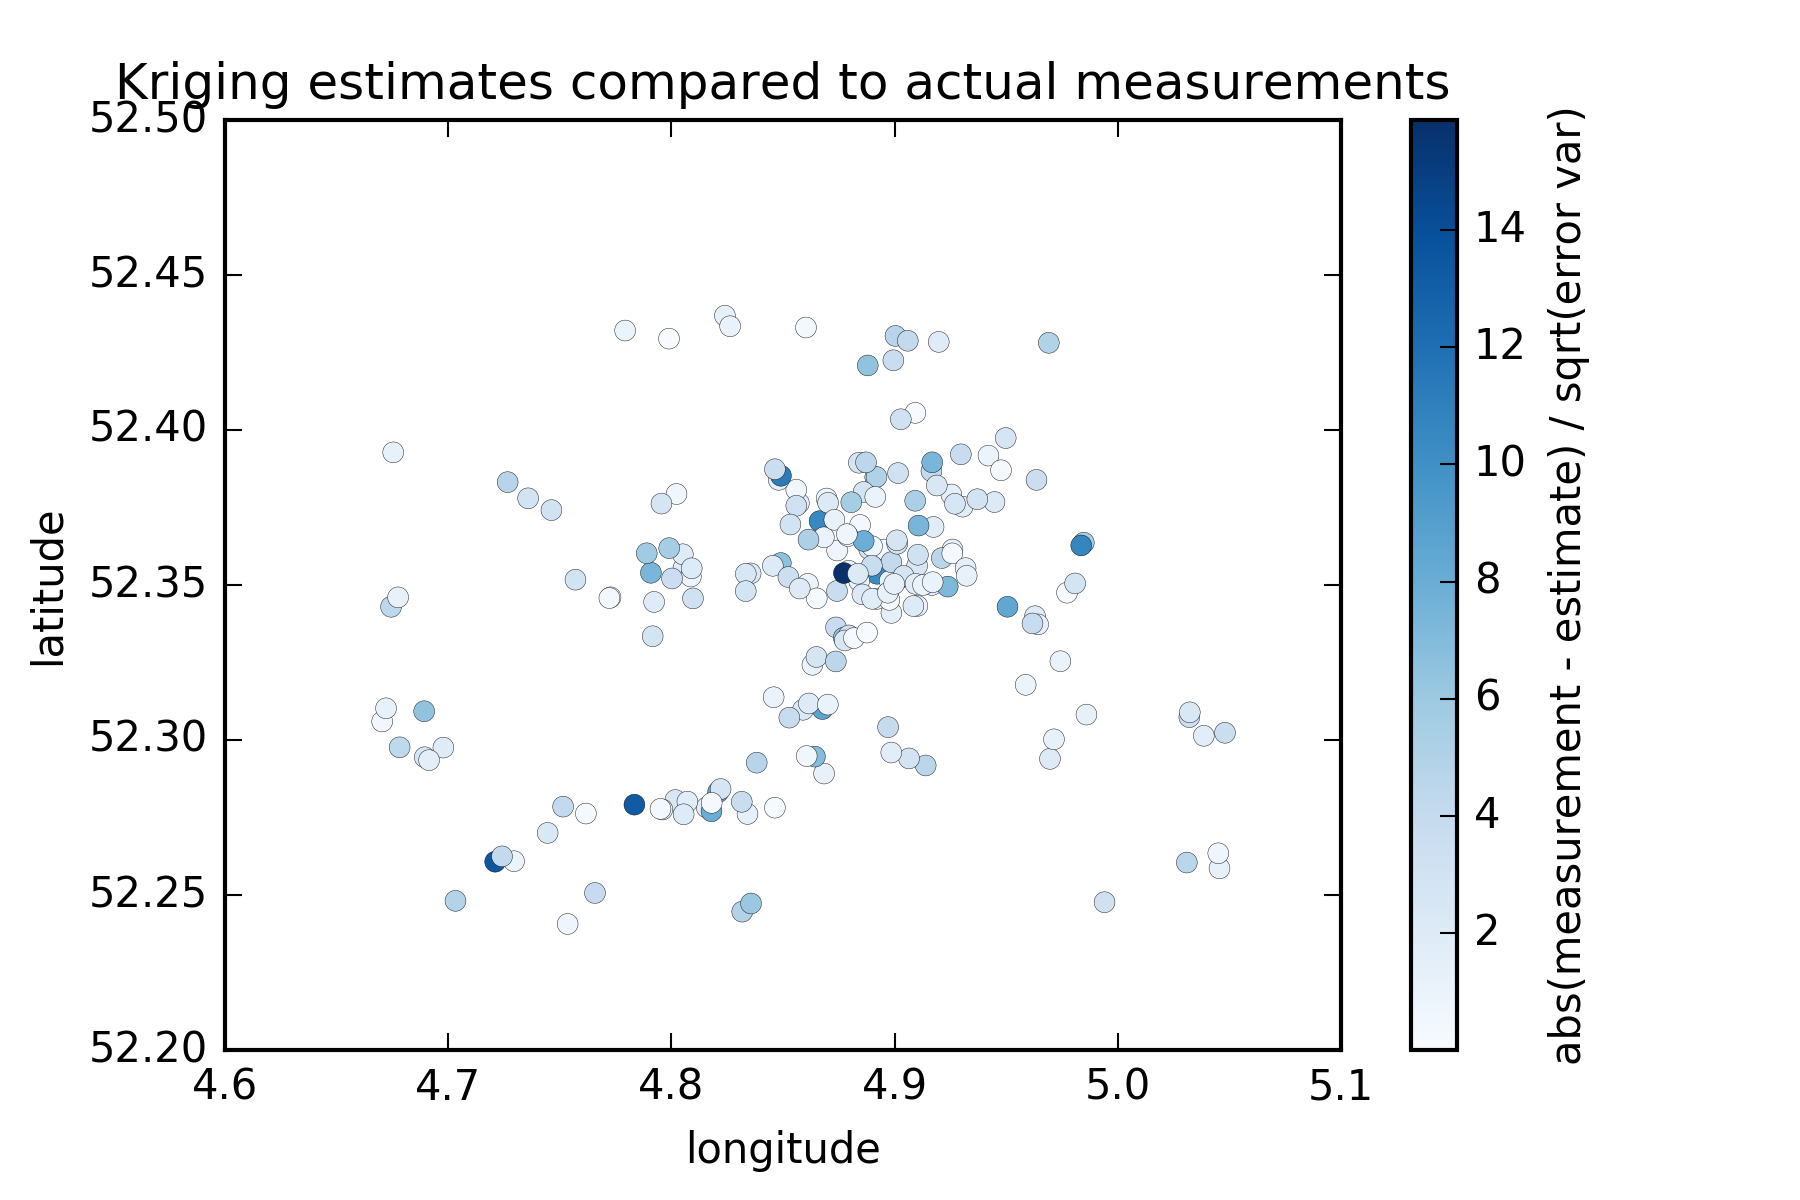 Kriging estimates compared to actual measurements
52.50
52.45
52.40
52.35
52.30
52.25
52.20
latitude
4.6 4.7 4.8 4.9 5.0 5.1
longitude
14
12
10
8
6
4
2
abs(measurement - estimate) / sqrt(error var)